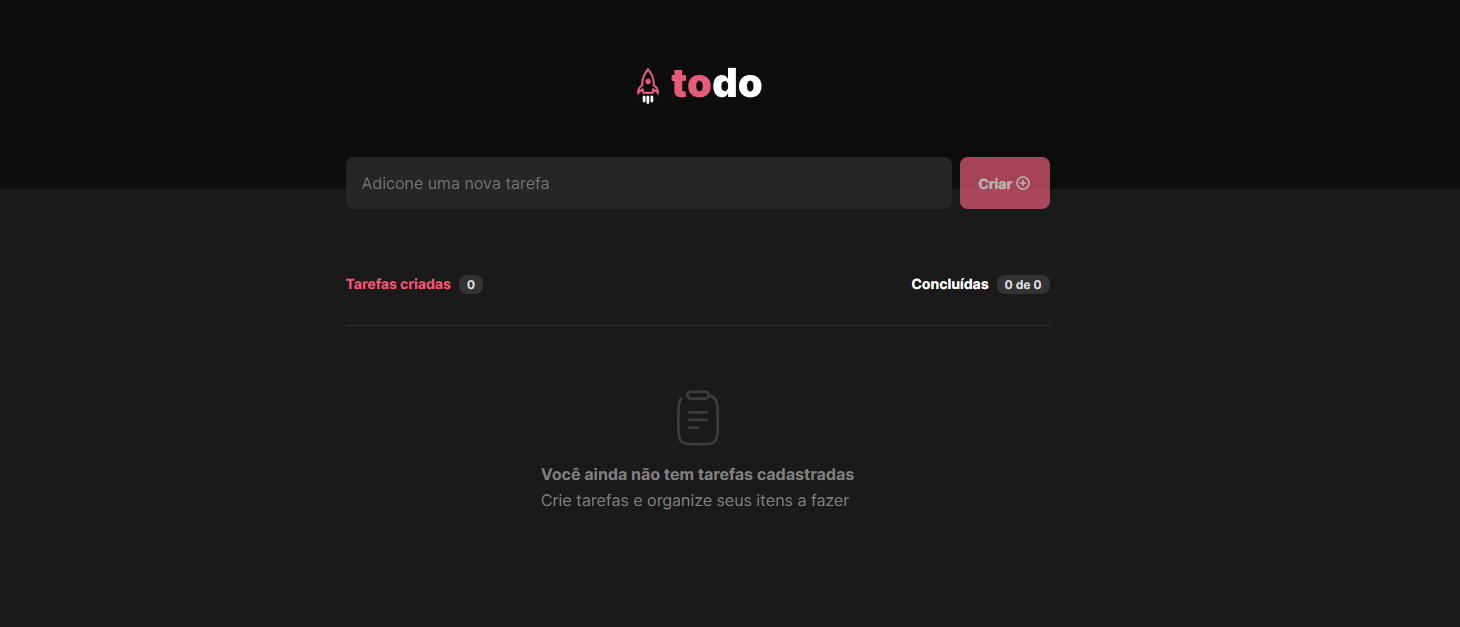 todo
Adicione uma nova tarefa
Criar
Tarefas criadas 0
Concluídas 0 de 0
Você ainda não tem tarefas cadastradas
Crie tarefas e organize seus itens a fazer